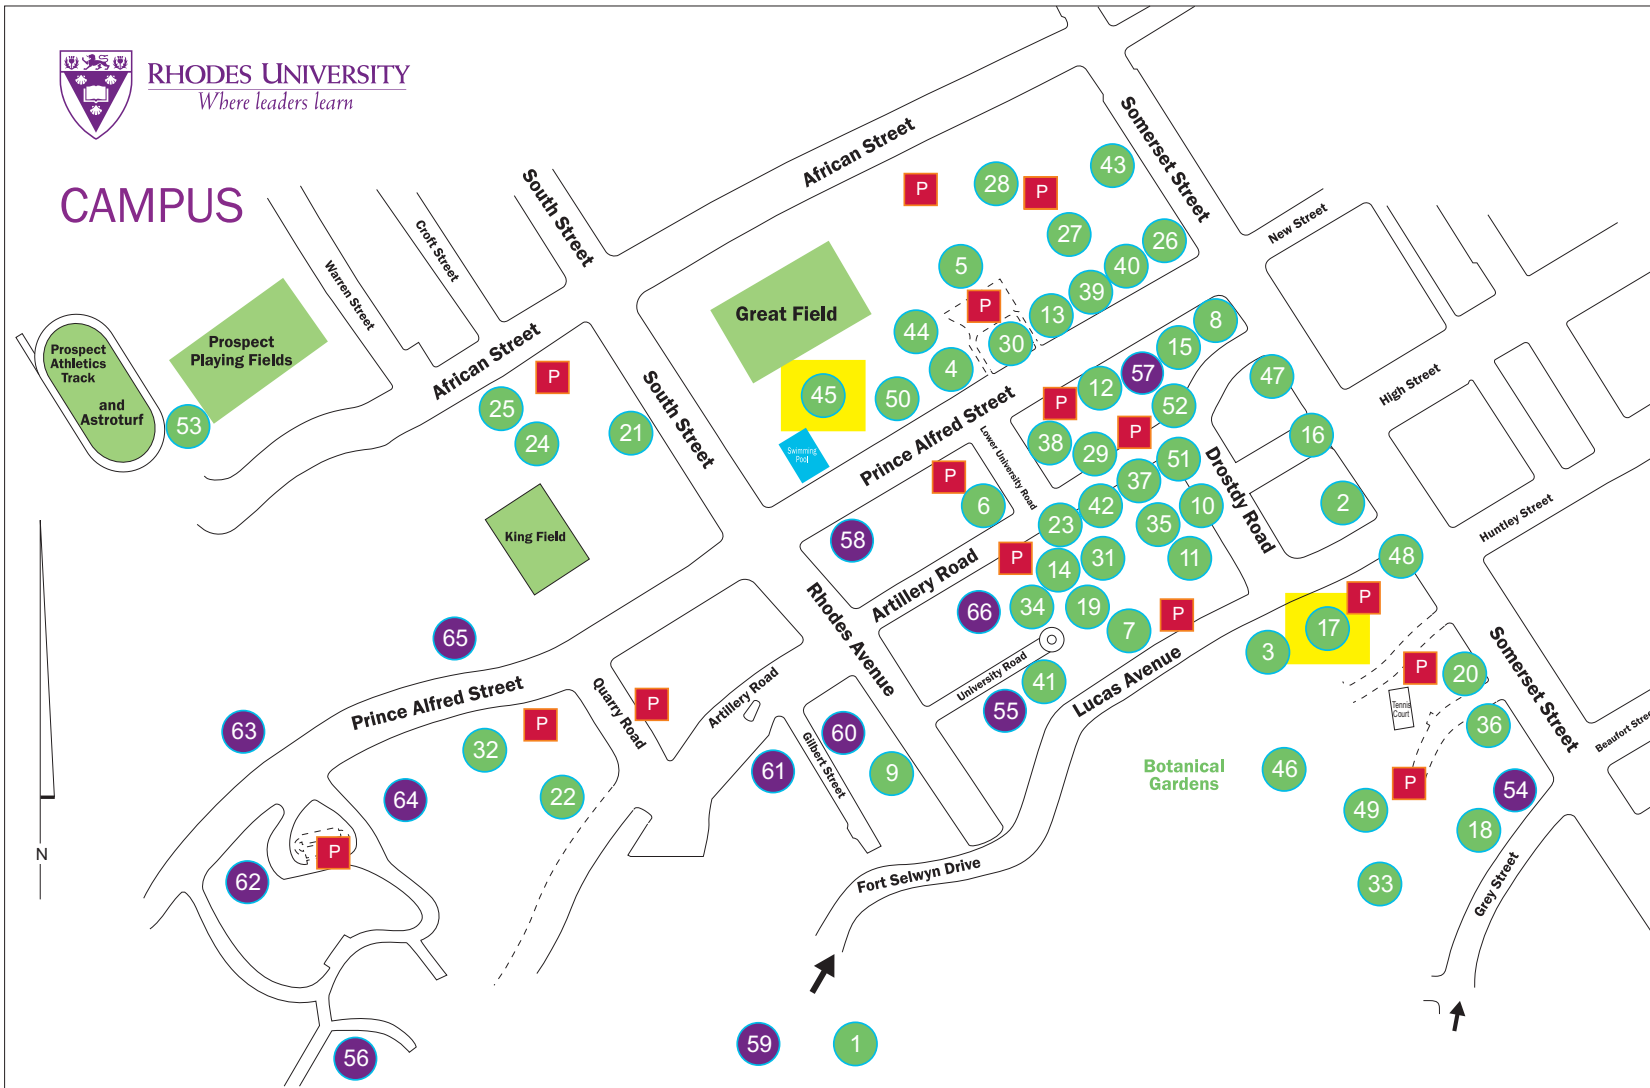 RHODES UNIVERSITY
Where leaders learn
CAMPUS
African Street
Somerset Street
South Street
Croft Street
Warren Street
New Street
P
28
P
43
27
26
40
5
39
P
13
Great Field
44
30
8
15
Prospect
Playing Fields
Prospect
Athletics
Track
and
Astroturf
53
African Street
P
25
24
21
South Street
4
45
50
Swimming
Pool
Prince Alfred Street
57
12
47
P
52
High Street
38
P
29
16
51
Lower University Road
Drostdy Road
37
P
6
42
10
2
23
35
Huntley Street
King Field
58
P
14
31
11
48
Artillery Road
Rhodes Avenue
66
34
19
7
P
P
17
3
65
Somerset Street
University Road
41
55
Lucas Avenue
P
20
Tennis
Court
36
Beaufort Street
Prince Alfred Street
Quarry Road
P
Artillery Road
63
32
P
60
61
Gilbert Street
9
Botanical
Gardens
46
P
54
64
22
49
18
N
P
62
Fort Selwyn Drive
33
Grey Street
59
1
56